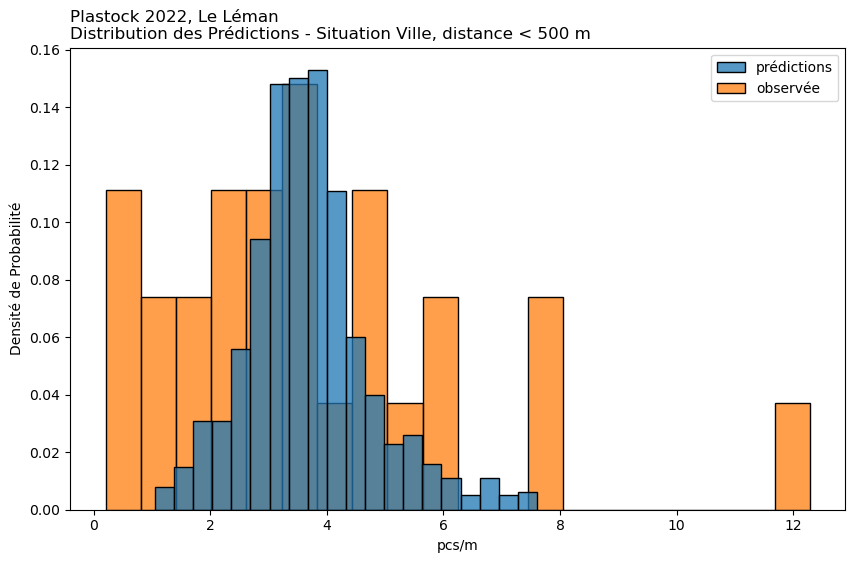 Plastock 2022, Le Léman
Distribution des Prédictions - Situation Ville, distance < 500 m
prédictions
observée
Densité de Probabilité
0.16
0.14
0.12
0.10
0.08
0.06
0.04
0.02
0.00
0 2 4 6 8 10 12
pcs/m